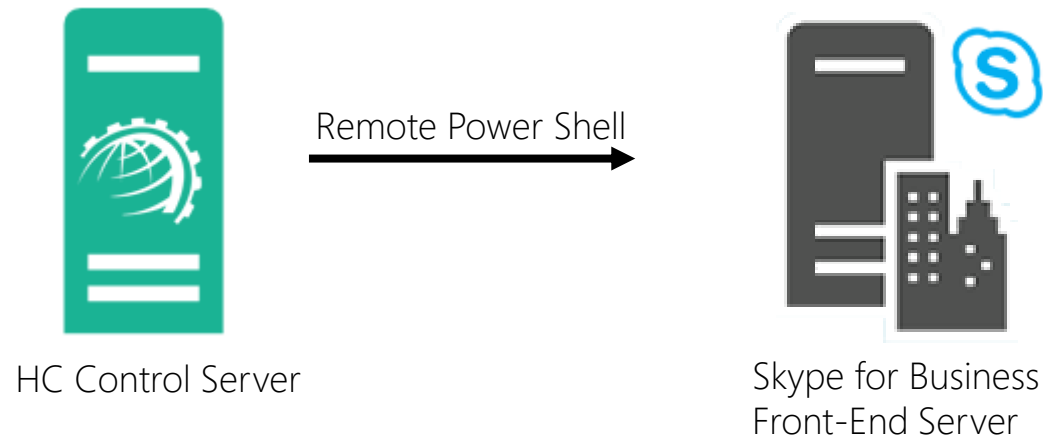 S
Remote Power Shell
HC Control Server
Skype for Business
Front-End Server